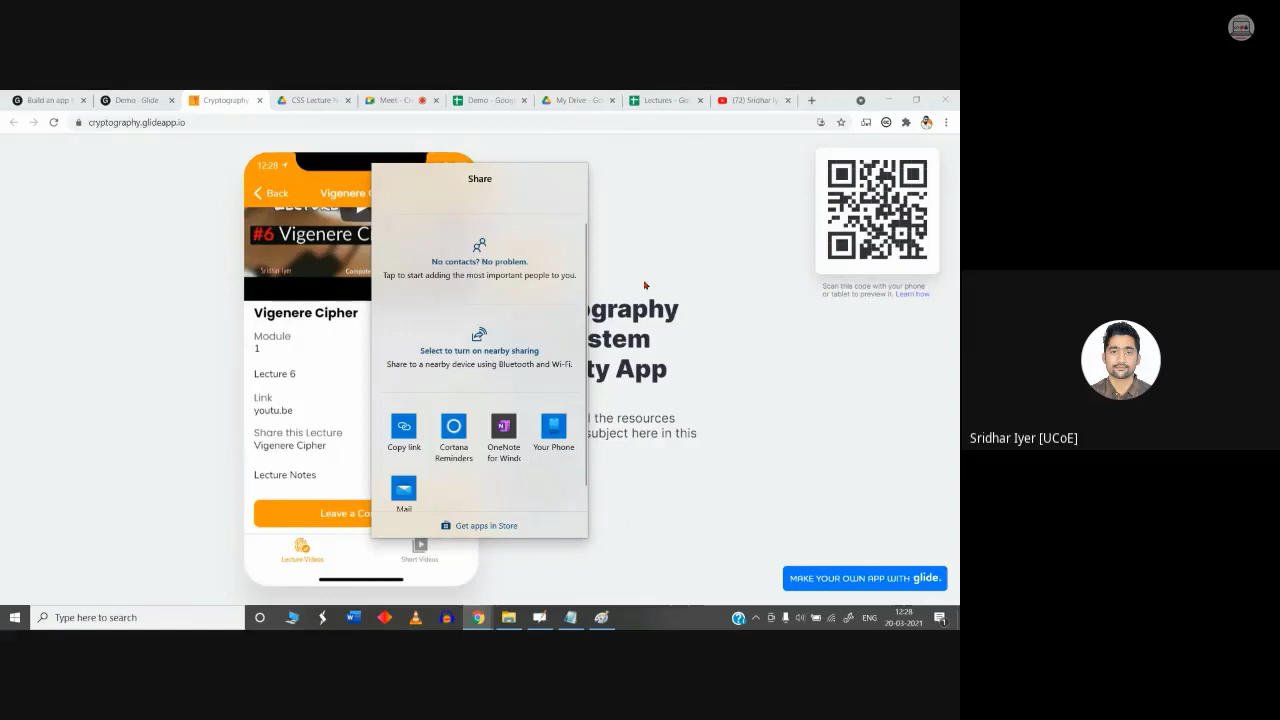 Build an app f
Demo - Glide
Cryptography
CSS Lecture N
Meet - Cr
Demo - Goog
My Drive - Go
Lectures - Go
(72) Sridhar Iy
cryptography.glideapp.io
12:28
Back
Vigenere C
#6 Vigenere Ci
Sridhar Iyer
Compute
Vigenere Cipher
Module
1
Lecture 6
Link
youtu.be
Share this Lecture
Vigenere Cipher
Lecture Notes
Leave a Co
Lecture Videos
Short Videos
Share
No contacts? No problem.
Tap to start adding the most important people to you.
Select to turn on nearby sharing
Share to a nearby device using Bluetooth and Wi-Fi.
Copy link
Cortana
Reminders
OneNote
for Windo
Your Phone
Mail
Get apps in Store
ography
stem
ty App
l the resources
subject here in this
Scan this code with your phone
or tablet to preview it. Learn how
MAKE YOUR OWN APP WITH glide.
Type here to search
ENG
12:28
20-03-2021
Sridhar Iyer [UCoE]